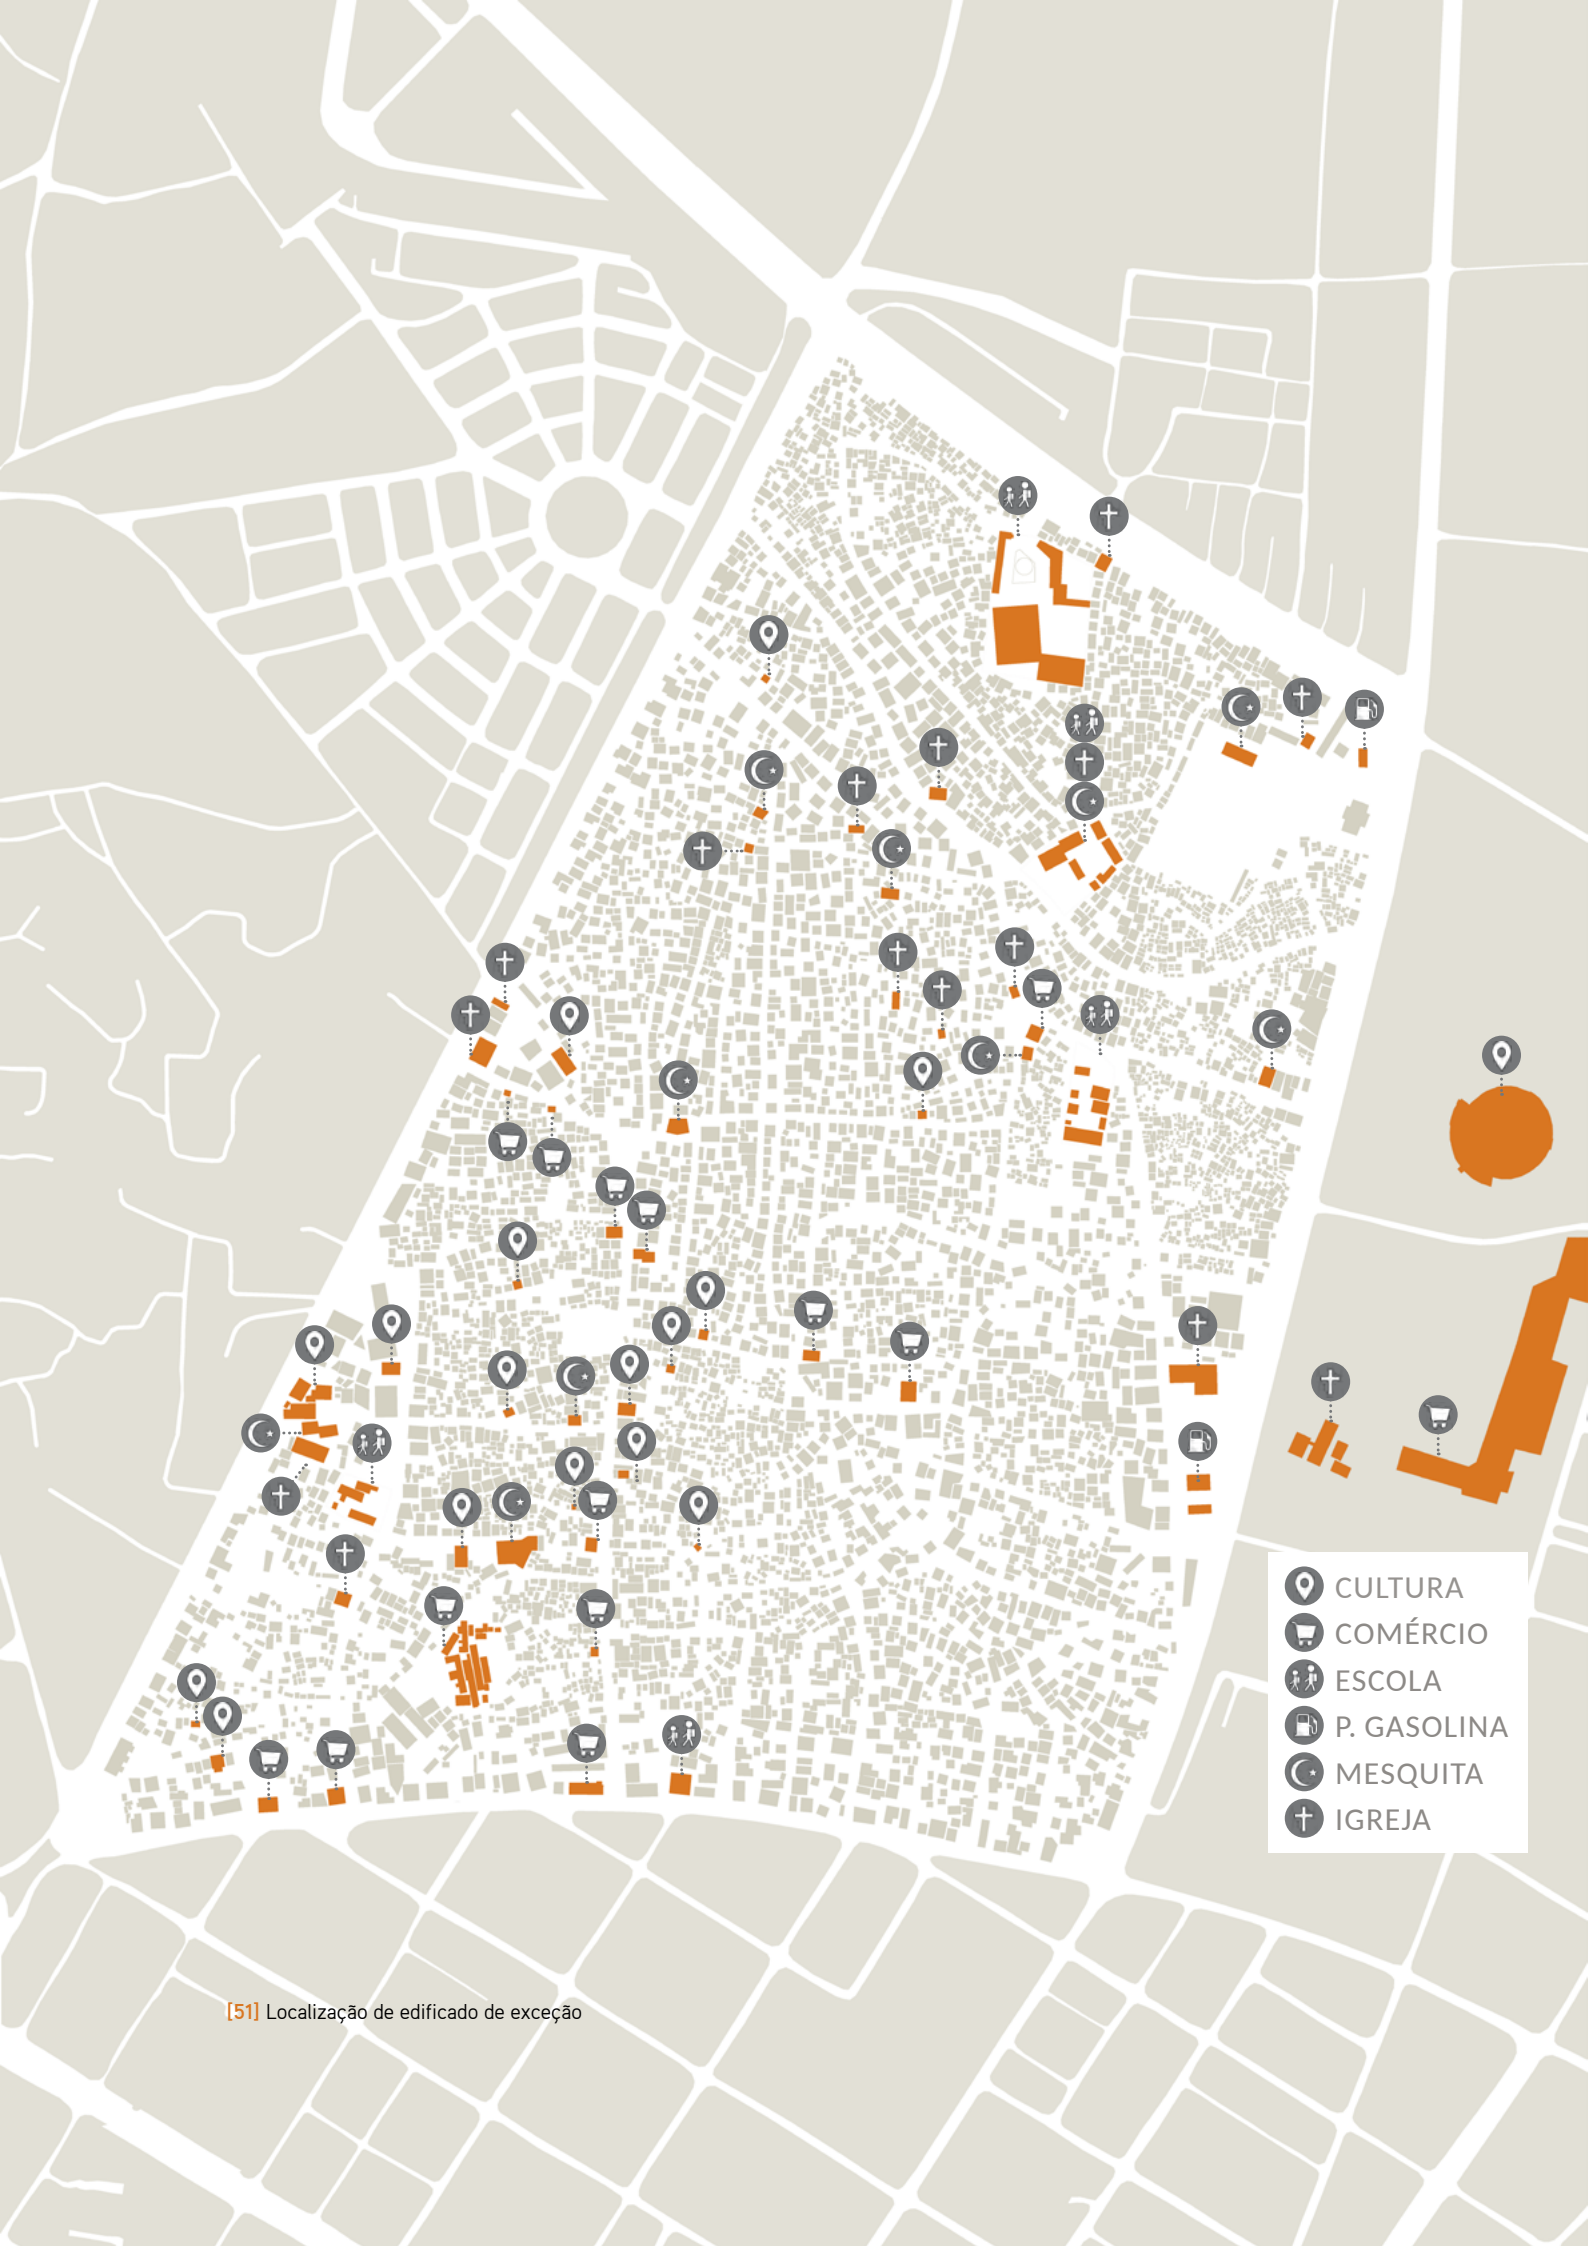 CULTURA
COMÉRCIO
ESCOLA
P. GASOLINA
MESQUITA
IGREJA
[51] Localização de edificado de exceção